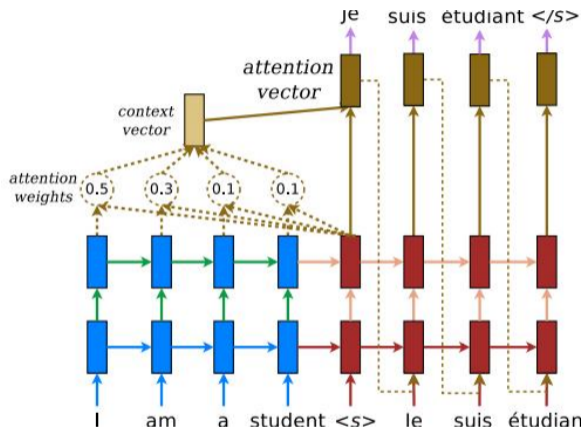 Je suis étudiant </s>
attention
vector
context
vector
attention
weights
0.5 0.3 0.1 0.1
I am a student <s> Je suis étudian